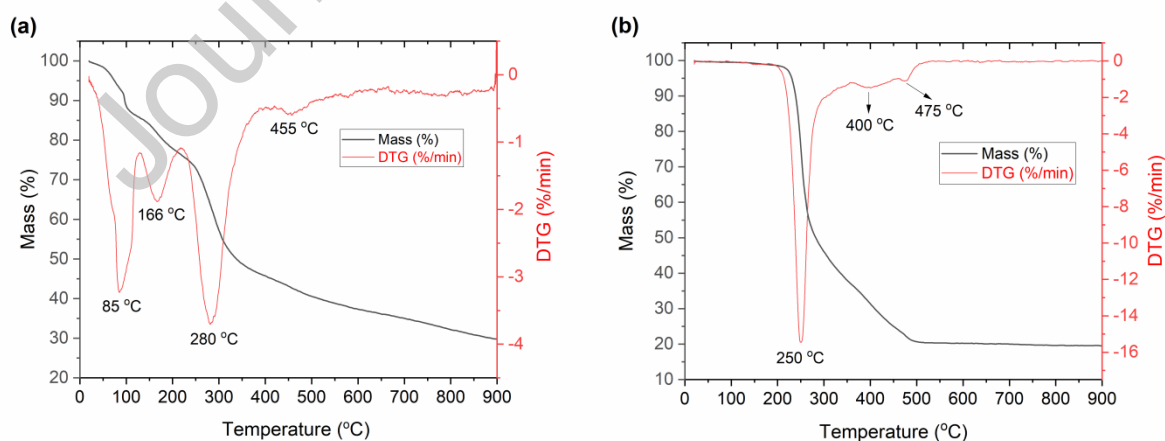 Jour
(a)
100
90
80
70
60
50
40
30
20
Mass (%)
0
-1
-2
-3
-4
DTG (%/min)
455 °C
Mass (%)
DTG (%/min)
166 °C
85 °C
280 °C
0 100 200 300 400 500 600 700 800 900
Temperature (°C)
(b)
100
90
80
70
60
50
40
30
20
10
Mass (%)
1
0
-2
-4
-6
-8
-10
-12
-14
-16
DTG (%/min)
400 °C
475 °C
Mass (%)
DTG (%/min)
250 °C
0 100 200 300 400 500 600 700 800 900
Temperature (°C)